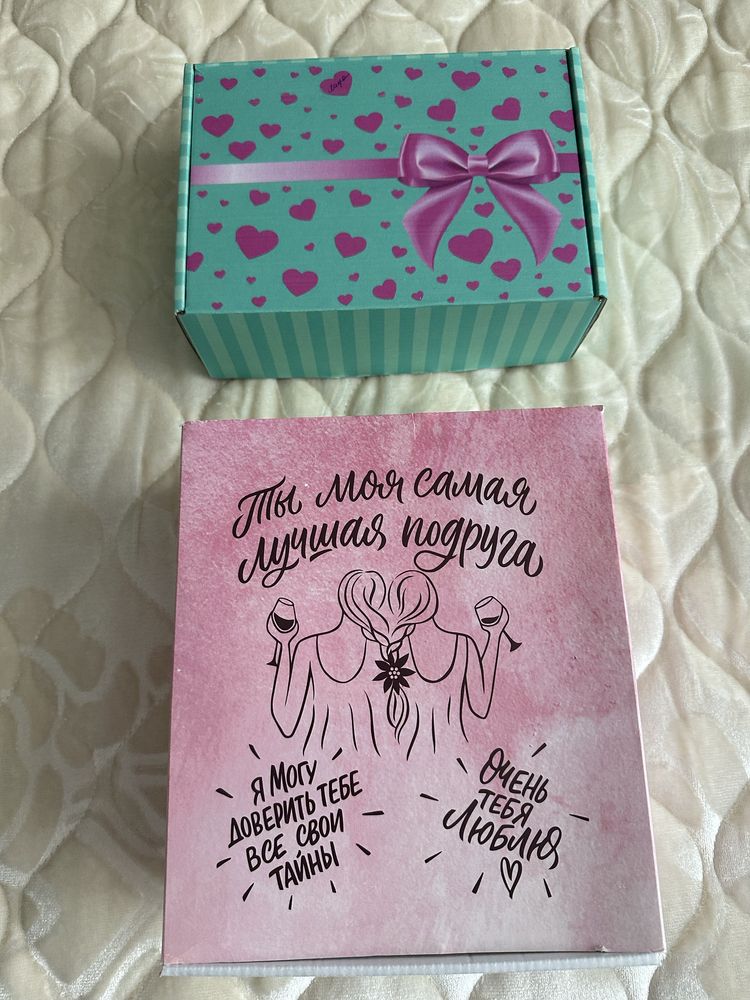 Ты моя самая
лучшая подруга
Я МОГУ
ДОВЕРИТЬ ТЕБЕ
ВСЕ СВОИ
ТАЙНЫ
ОЧЕНЬ
ТЕБЯ
ЛЮБЛЮ